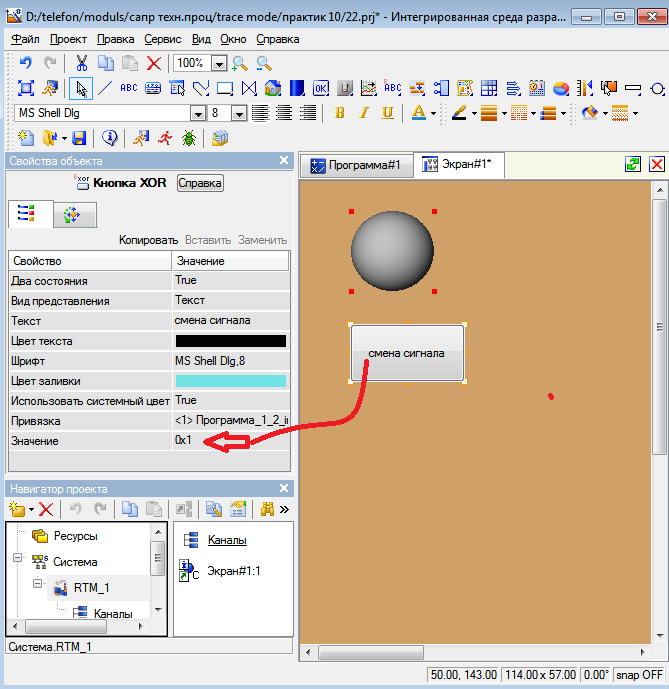 D:/telefon/moduls/сапр техн.проц/trace mode/практик 10/22.prj* - Интегрированная среда разра...
Файл Проект Правка Сервис Вид Окно Справка
100%
ABC OK ABC
MS Shell Dlg 8 B I U A
Свойства объекта
xor Кнопка XOR Справка
Копировать Вставить Заменить
Свойство Значение
Два состояния True
Вид представления Текст
Текст смена сигнала
Цвет текста
Шрифт MS Shell Dlg,8
Цвет заливки
Использовать системный цвет True
Привязка <1> Программа_1_2_i
Значение 0x1
Навигатор проекта
Ресурсы
Система
RTM_1
Каналы
Каналы
Экран#1:1
Система.RTM_1
Программа#1 Экран#1*
смена сигнала
50.00, 143.00 114.00 x 57.00 0.00° snap OFF